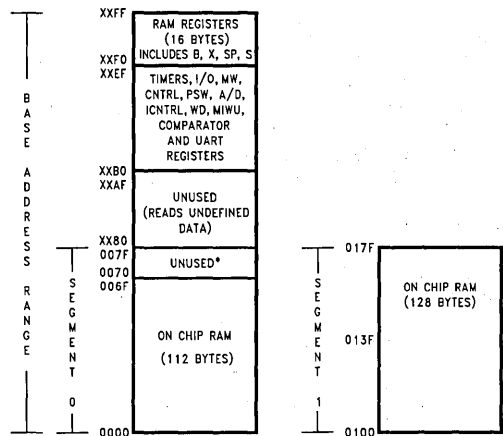 XXFF
RAM REGISTERS
(16 BYTES)
INCLUDES B, X, SP, S
XXF0
XXEF
TIMERS, I/O, MW,
CNTRL, PSW, A/D,
ICNTRL, WD, MIWU,
COMPARATOR
AND UART
REGISTERS
XXB0
XXAF
UNUSED
(READS UNDEFINED
DATA)
XX80
007F
UNUSED*
0070
006F
ON CHIP RAM
(112 BYTES)
0000
BASE ADDRESS RANGE
SEGMENT 0
SEGMENT 1
017F
ON CHIP RAM
(128 BYTES)
013F
0100